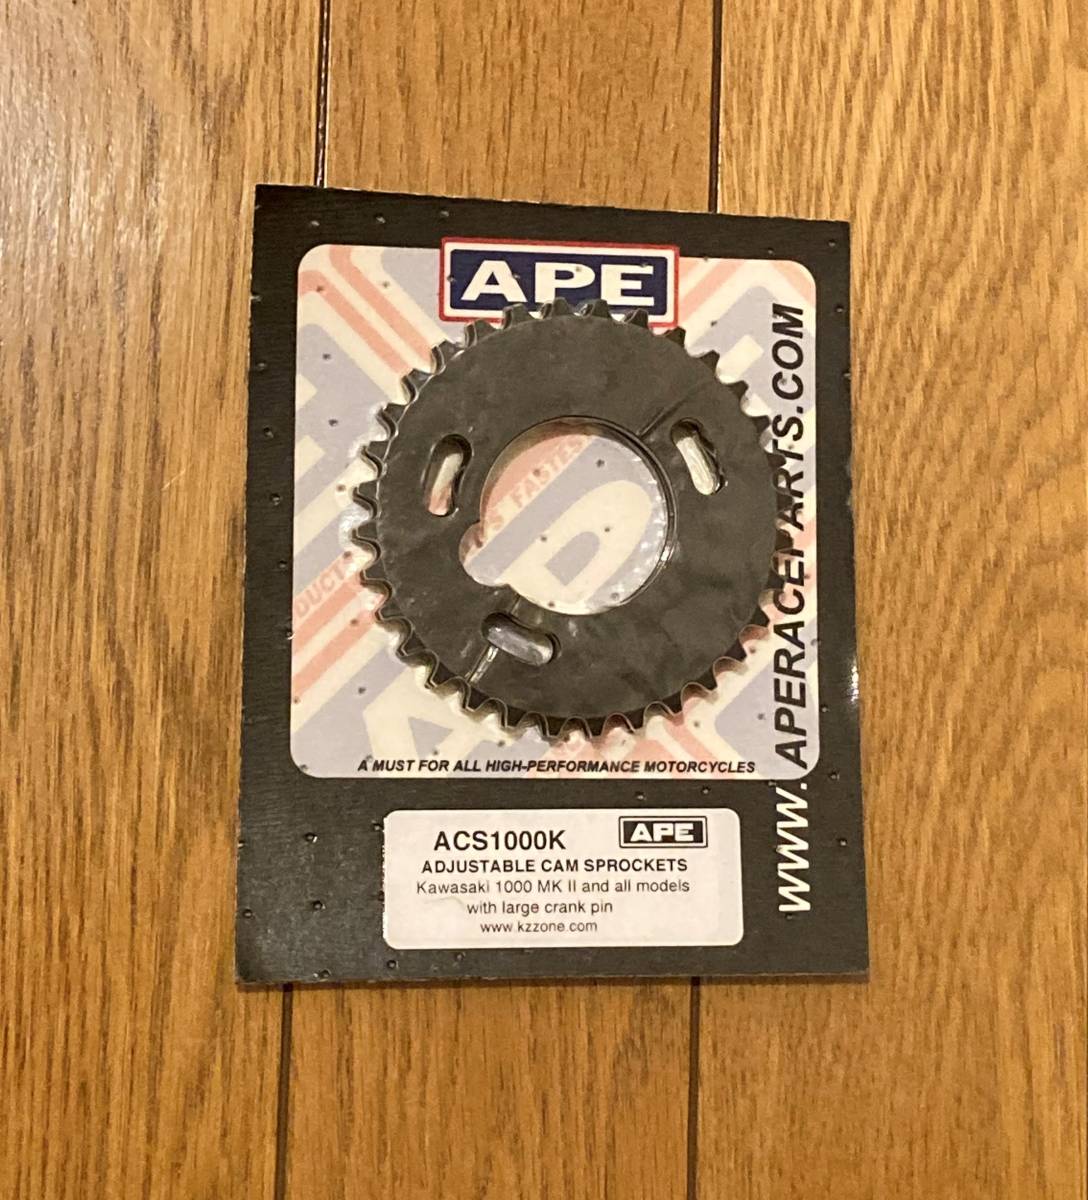 APE
WWW.APERACEPARTS.COM
A MUST FOR ALL HIGH-PERFORMANCE MOTORCYCLES
ACS1000K
APE
ADJUSTABLE CAM SPROCKETS
Kawasaki 1000 MK II and all models
with large crank pin
www.kzzone.com